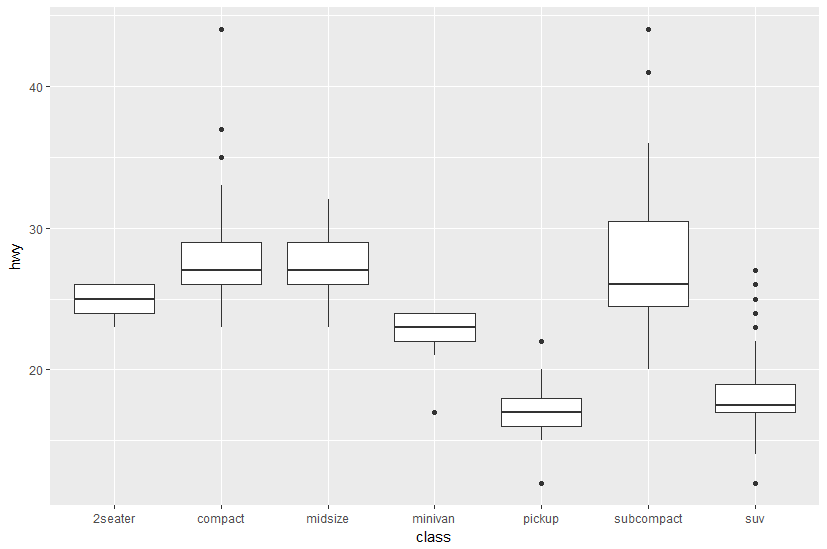 40
30
20
hwy
2seater compact midsize minivan pickup subcompact suv
class